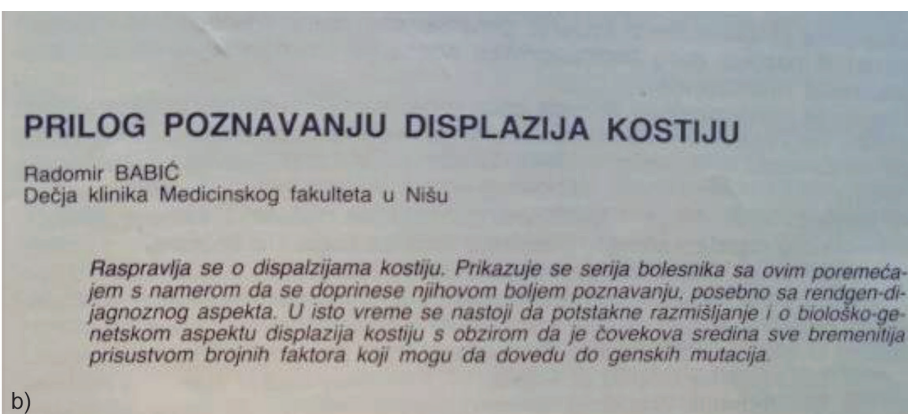 PRILOG POZNAVANJU DISPLAZIJA KOSTIJU
Radomir BABIĆ
Dečja klinika Medicinskog fakulteta u Nišu
Raspravlja se o dispalzijama kostiju. Prikazuje se serija bolesnika sa ovim poremeća-
jem s namerom da se doprinese njihovom boljem poznavanju, posebno sa rendgen-di-
jagnoznog aspekta. U isto vreme se nastoji da potstakne razmišljanje i o biološko-ge-
netskom aspektu displazija kostiju s obzirom da je čovekova sredina sve bremenitija
prisustvom brojnih faktora koji mogu da dovedu do genskih mutacija.
b)